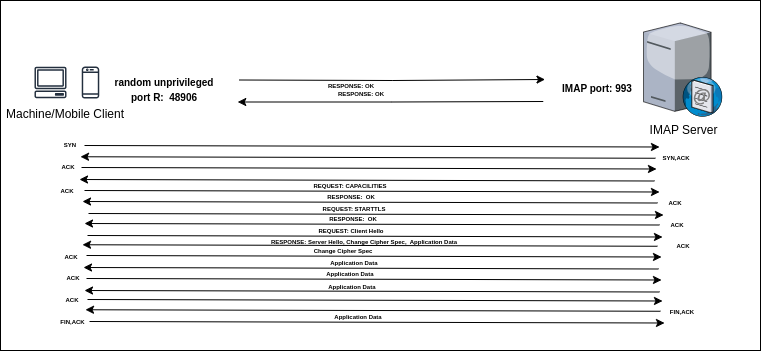 random unprivileged
port R: 48906
Machine/Mobile Client
RESPONSE: OK
RESPONSE: OK
IMAP port: 993
@
IMAP Server
SYN
SYN,ACK
ACK
REQUEST: CAPACILITIES
ACK
RESPONSE: OK
ACK
REQUEST: STARTTLS
RESPONSE: OK
ACK
REQUEST: Client Hello
RESPONSE: Server Hello, Change Cipher Spec, Application Data
ACK
Change Cipher Spec
ACK
Application Data
Application Data
ACK
Application Data
ACK
FIN,ACK
Application Data
FIN,ACK